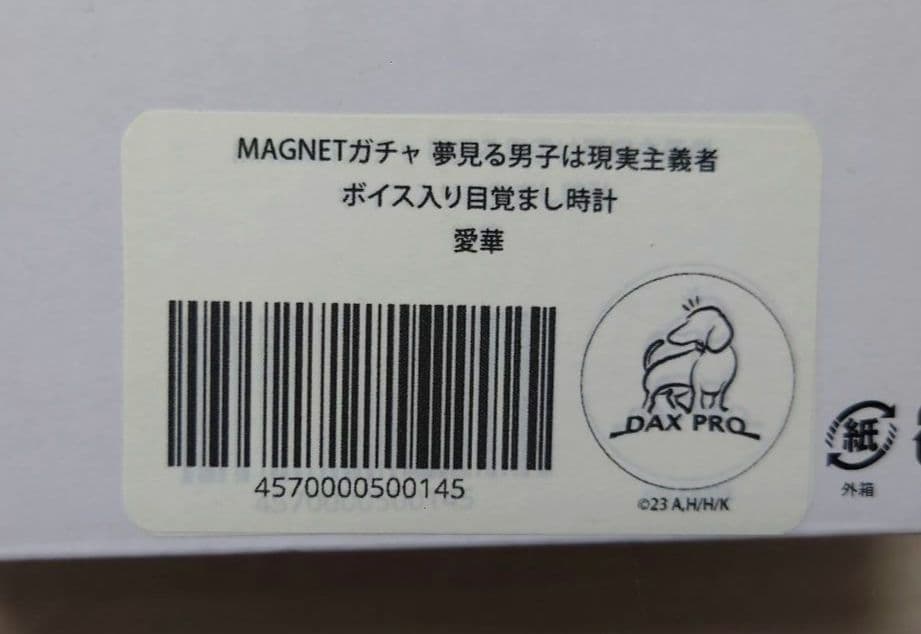 MAGNETガチャ 夢見る男子は現実主義者
ボイス入り目覚まし時計
愛華
DAX PRO
4570000500145
©23 A,H/H/K
紙
外箱